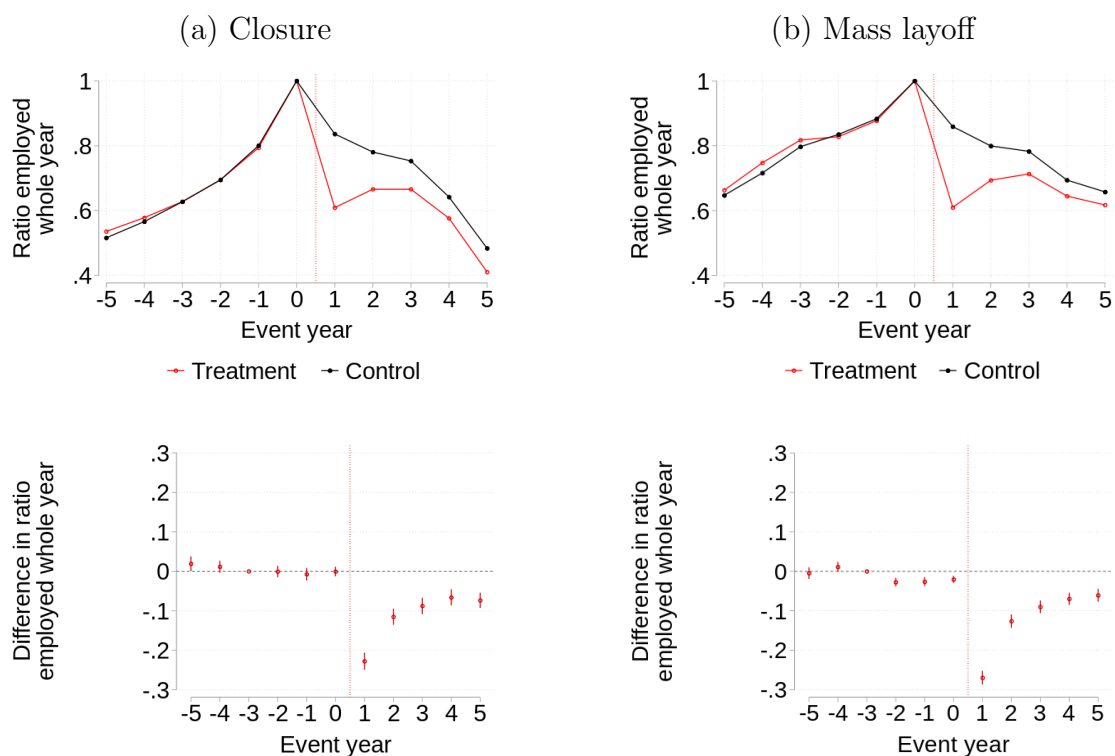 (a) Closure
Ratio employed
whole year
1
.8
.6
.4
-5 -4 -3 -2 -1 0 1 2 3 4 5
Event year
Treatment Control
(b) Mass layoff
Ratio employed
whole year
1
.8
.6
.4
-5 -4 -3 -2 -1 0 1 2 3 4 5
Event year
Treatment Control
Difference in ratio
employed whole year
.3
.2
.1
0
-.1
-.2
-.3
-5 -4 -3 -2 -1 0 1 2 3 4 5
Event year
Difference in ratio
employed whole year
.3
.2
.1
0
-.1
-.2
-.3
-5 -4 -3 -2 -1 0 1 2 3 4 5
Event year